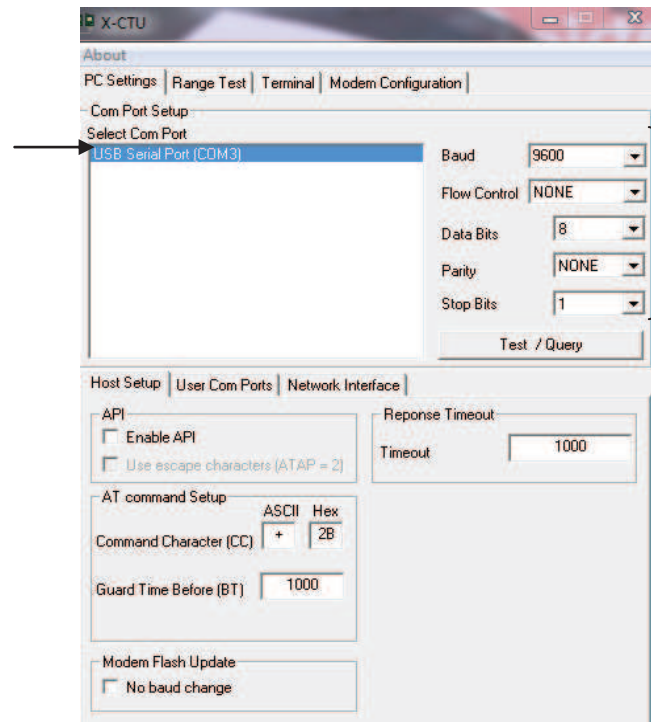 X-CTU
About
PC Settings Range Test Terminal Modem Configuration
Com Port Setup
Select Com Port
USB Serial Port (COM3)
Baud 9600
Flow Control NONE
Data Bits 8
Parity NONE
Stop Bits 1
Test / Query
Host Setup User Com Ports Network Interface
API
Enable API
Use escape characters (ATAP = 2)
Reponse Timeout
Timeout 1000
AT command Setup
ASCII Hex
Command Character (CC) + 2B
Guard Time Before (BT) 1000
Modem Flash Update
No baud change